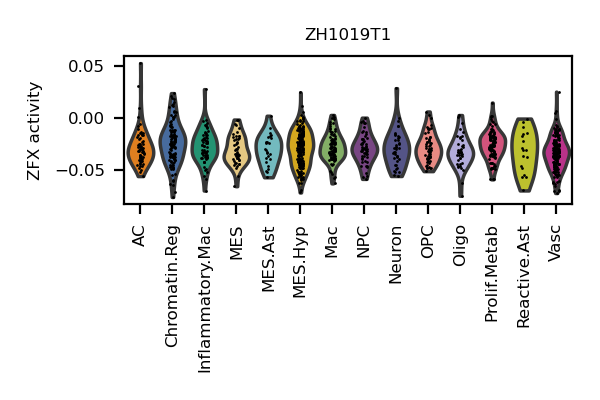 ZH1019T1
ZFX activity
0.05
0.00
−0.05
AC
Chromatin.Reg
Inflammatory.Mac
MES
MES.Ast
MES.Hyp
Mac
NPC
Neuron
OPC
Oligo
Prolif.Metab
Reactive.Ast
Vasc